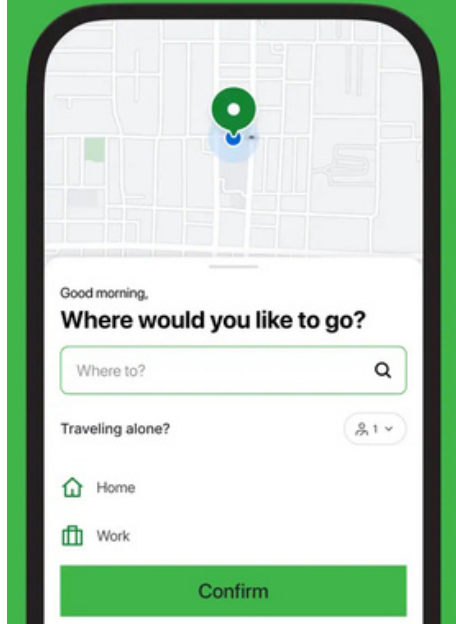 Good morning,
Where would you like to go?
Where to?
Traveling alone?
1
Home
Work
Confirm